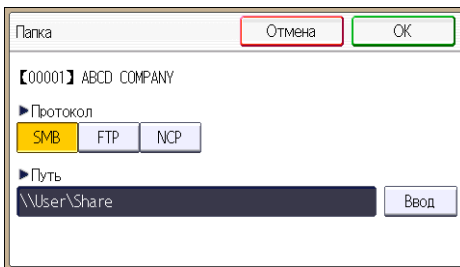 Папка Отмена OK
【00001】 ABCD COMPANY
►Протокол
SMB FTP NCP
►Путь
\\User\Share Ввод